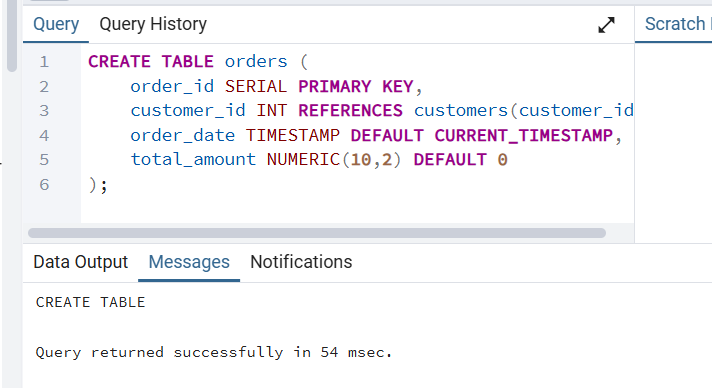 Query Query History Scratch
1 CREATE TABLE orders (
2 order_id SERIAL PRIMARY KEY,
3 customer_id INT REFERENCES customers(customer_id
4 order_date TIMESTAMP DEFAULT CURRENT_TIMESTAMP,
5 total_amount NUMERIC(10,2) DEFAULT 0
6 );
Data Output Messages Notifications
CREATE TABLE
Query returned successfully in 54 msec.